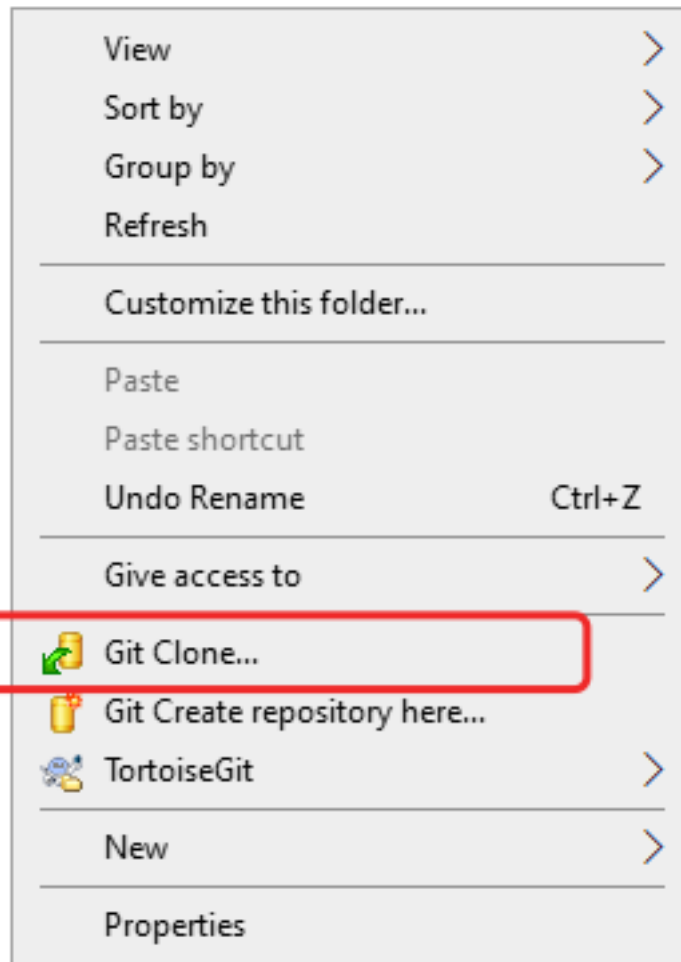 View
Sort by
Group by
Refresh
Customize this folder...
Paste
Paste shortcut
Undo Rename Ctrl+Z
Give access to
Git Clone...
Git Create repository here...
TortoiseGit
New
Properties